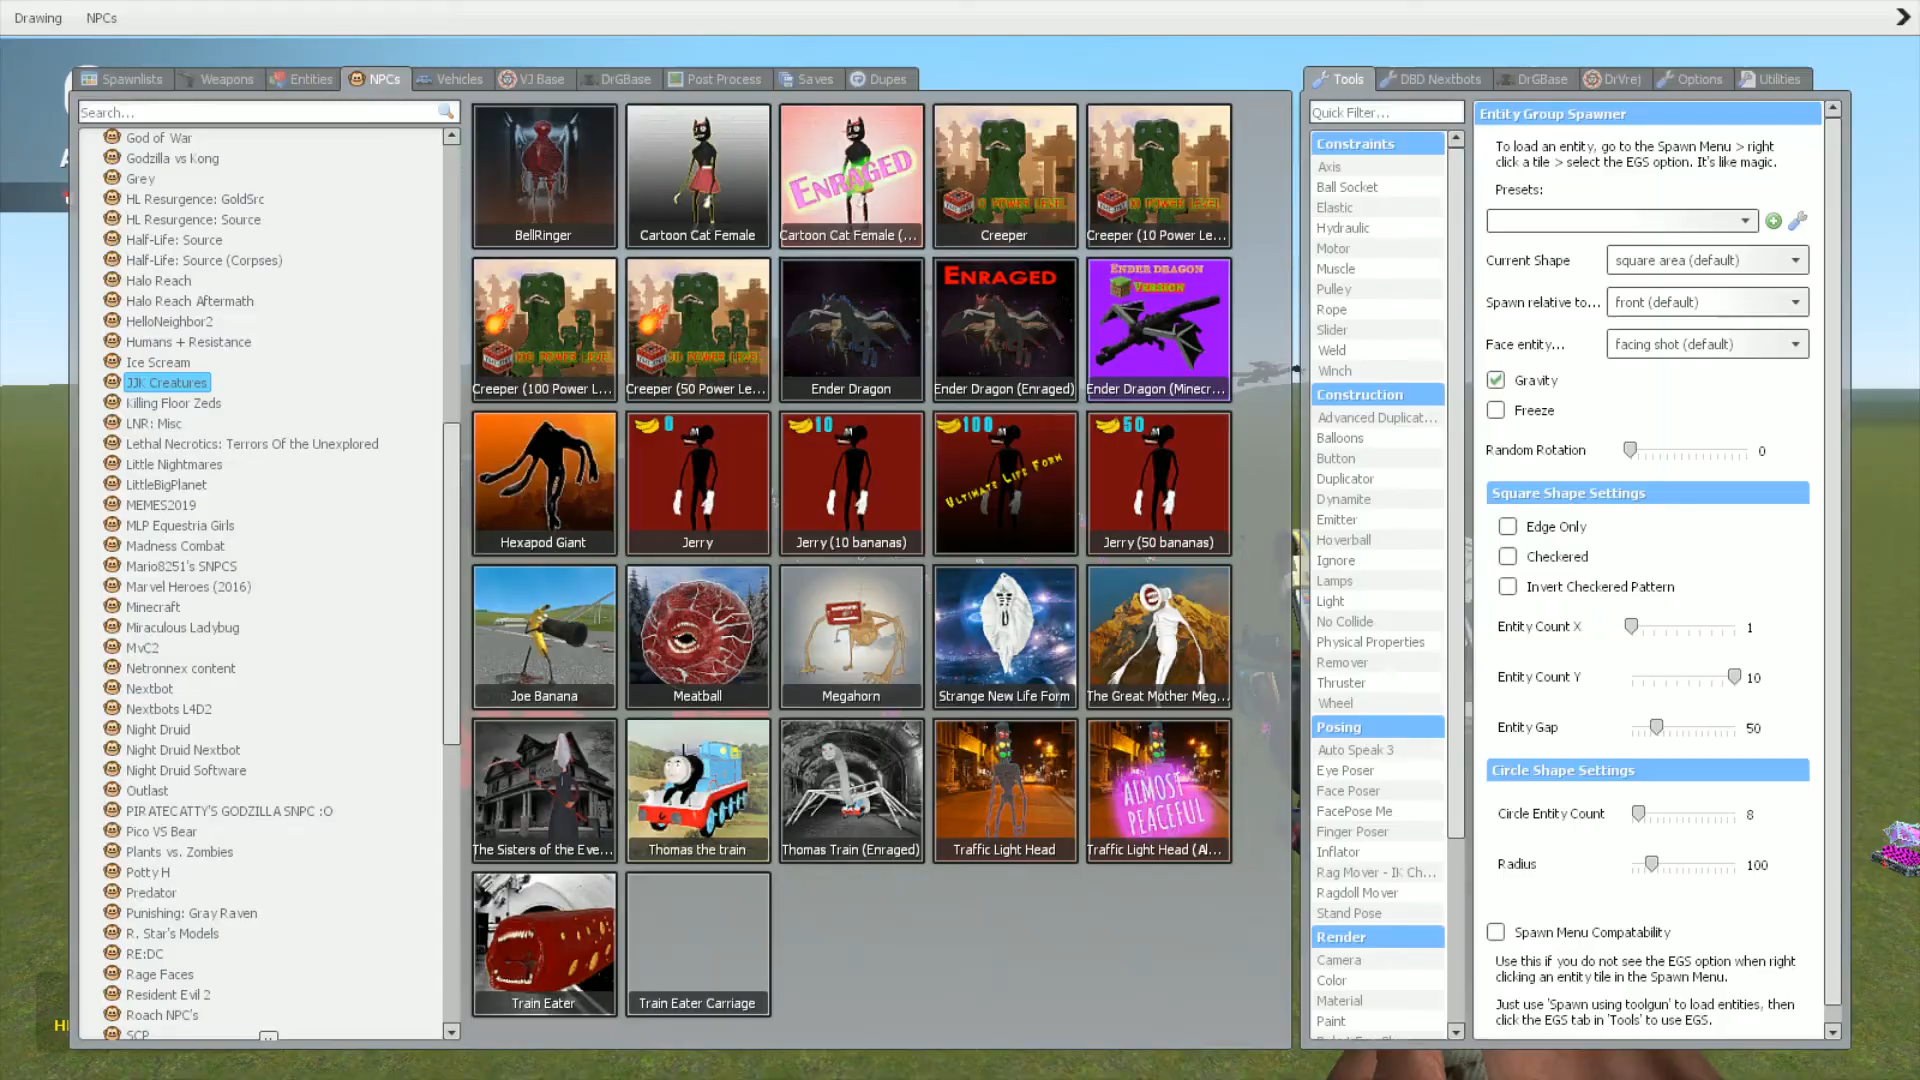 Drawing NPCs
Spawnlists Weapons Entities NPCs Vehicles VJ Base DrGBase Post Process Saves Dupes
Search...
God of War
Godzilla vs Kong
Grey
HL Resurgence: GoldSrc
HL Resurgence: Source
Half-Life: Source
Half-Life: Source (Corpses)
Halo Reach
Halo Reach Aftermath
HelloNeighbor2
Humans + Resistance
Ice Scream
JJK Creatures
Killing Floor Zeds
LNR: Misc
Lethal Necrotics: Terrors Of the Unexplored
Little Nightmares
LittleBigPlanet
MEMES2019
MLP Equestria Girls
Madness Combat
Mario8251's SNPCS
Marvel Heroes (2016)
Minecraft
Miraculous Ladybug
MvC2
Netronnex content
Nextbot
Nextbots L4D2
Night Druid
Night Druid Nextbot
Night Druid Software
Outlast
PIRATECATTY'S GODZILLA SNPC :O
Pico VS Bear
Plants vs. Zombies
Potty H
Predator
Punishing: Gray Raven
R. Star's Models
RE:DC
Rage Faces
Resident Evil 2
Roach NPC's
SCP
BellRinger
Cartoon Cat Female
ENRAGED
Cartoon Cat Female (...
0 POWER LEVEL
Creeper
10 POWER LEVEL
Creeper (10 Power Le...
100 POWER LEVEL
Creeper (100 Power L...
50 POWER LEVEL
Creeper (50 Power Le...
Ender Dragon
ENRAGED
Ender Dragon (Enraged)
ENDER DRAGON
VERSION
Ender Dragon (Minecr...
Hexapod Giant
0
Jerry
10
Jerry (10 bananas)
100
ULTIMATE LIFE FORM
50
Jerry (50 bananas)
Joe Banana
Meatball
Megahorn
Strange New Life Form
The Great Mother Meg...
The Sisters of the Eve...
Thomas the train
Thomas Train (Enraged)
Traffic Light Head
ALMOST
PEACEFUL
Traffic Light Head (Al...
Train Eater
Train Eater Carriage
Tools DBD Nextbots DrGBase DrVrej Options Utilities
Quick Filter...
Constraints
Axis
Ball Socket
Elastic
Hydraulic
Motor
Muscle
Pulley
Rope
Slider
Weld
Winch
Construction
Advanced Duplicat...
Balloons
Button
Duplicator
Dynamite
Emitter
Hoverball
Ignore
Lamps
Light
No Collide
Physical Properties
Remover
Thruster
Wheel
Posing
Auto Speak 3
Eye Poser
Face Poser
FacePose Me
Finger Poser
Inflator
Rag Mover - IK Ch...
Ragdoll Mover
Stand Pose
Render
Camera
Color
Material
Paint
Entity Group Spawner
To load an entity, go to the Spawn Menu > right
click a tile > select the EGS option. It's like magic.
Presets:
Current Shape square area (default)
Spawn relative to... front (default)
Face entity... facing shot (default)
Gravity
Freeze
Random Rotation 0
Square Shape Settings
Edge Only
Checkered
Invert Checkered Pattern
Entity Count X 1
Entity Count Y 10
Entity Gap 50
Circle Shape Settings
Circle Entity Count 8
Radius 100
Spawn Menu Compatability
Use this if you do not see the EGS option when right
clicking an entity tile in the Spawn Menu.
Just use 'Spawn using toolgun' to load entities, then
click the EGS tab in 'Tools' to use EGS.